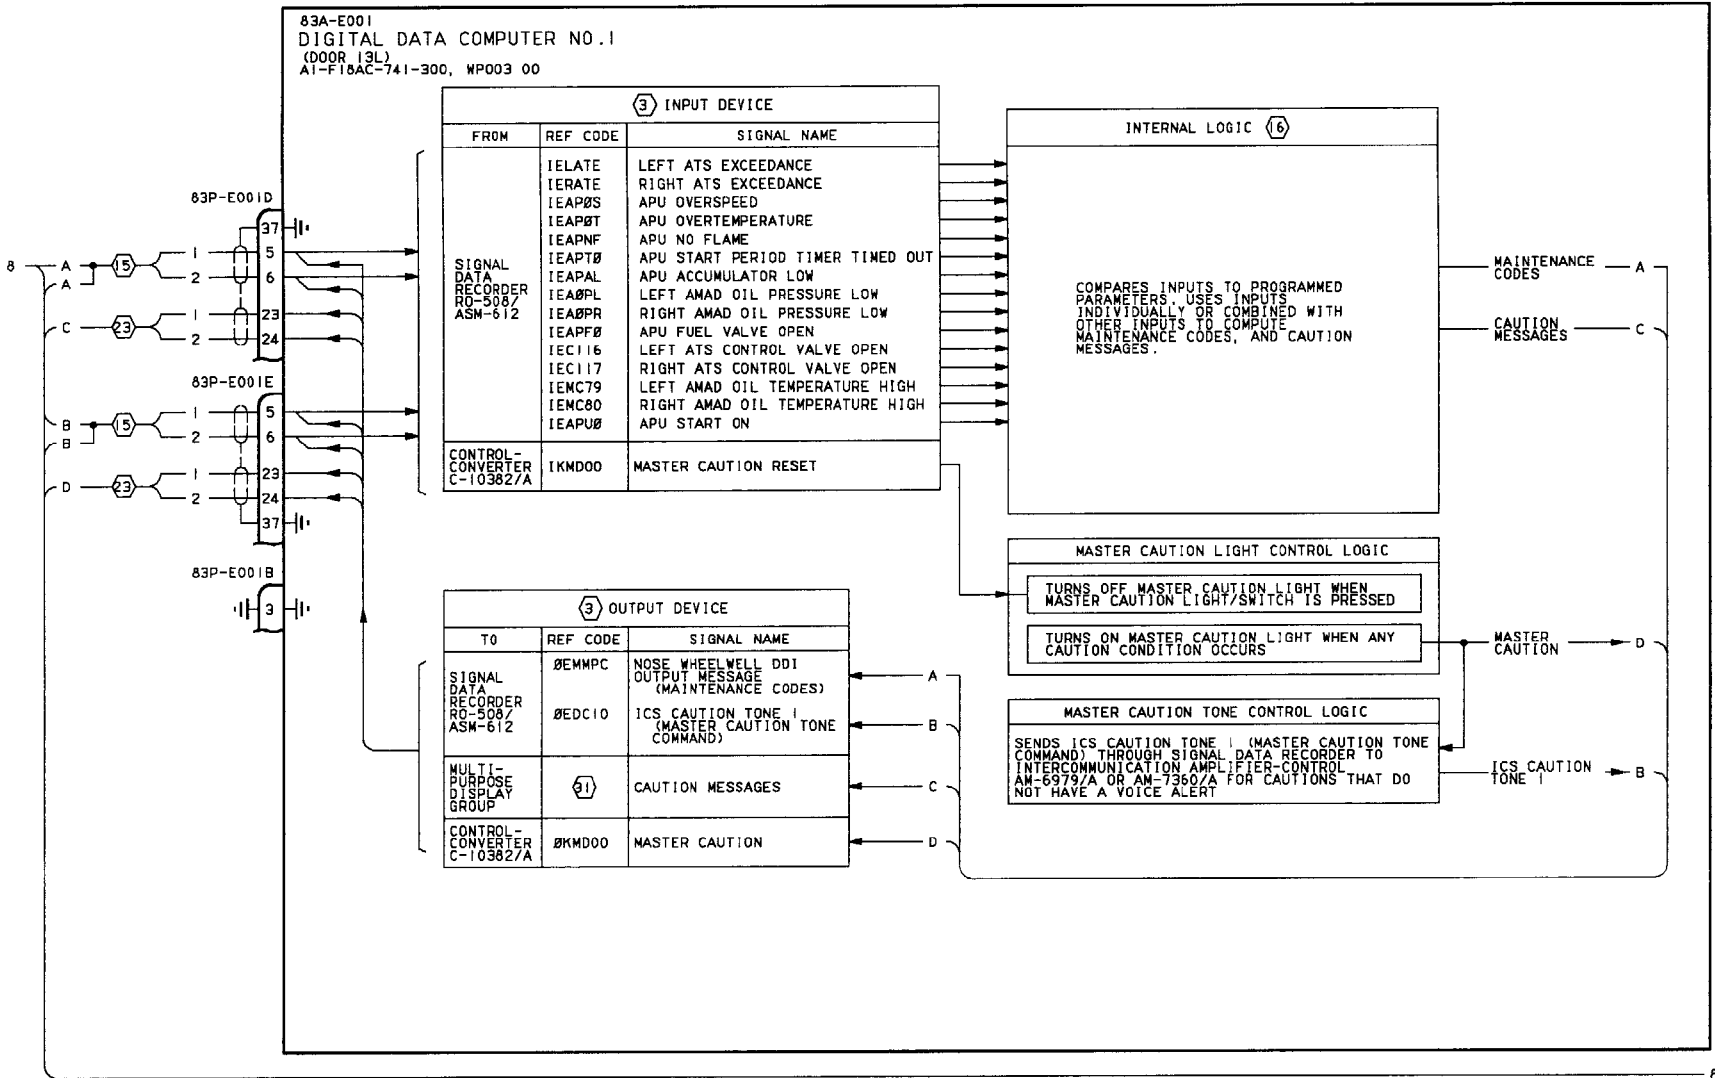 83A-E001
DIGITAL DATA COMPUTER NO.1
(DOOR 13L)
A1-F18AC-741-300, WP003 00
3 INPUT DEVICE
FROM REF CODE SIGNAL NAME
SIGNAL
DATA
RECORDER
RO-508/
ASM-612
IELATE LEFT ATS EXCEEDANCE
IERATE RIGHT ATS EXCEEDANCE
IEAPØS APU OVERSPEED
IEAPØT APU OVERTEMPERATURE
IEAPNF APU NO FLAME
IEAPTØ APU START PERIOD TIMER TIMED OUT
IEAPAL APU ACCUMULATOR LOW
IEAØPL LEFT AMAD OIL PRESSURE LOW
IEAØPR RIGHT AMAD OIL PRESSURE LOW
IEAPFØ APU FUEL VALVE OPEN
IEC116 LEFT ATS CONTROL VALVE OPEN
IEC117 RIGHT ATS CONTROL VALVE OPEN
IEMC79 LEFT AMAD OIL TEMPERATURE HIGH
IEMC80 RIGHT AMAD OIL TEMPERATURE HIGH
IEAPUØ APU START ON
CONTROL-
CONVERTER
C-10382/A
IKMD00 MASTER CAUTION RESET
INTERNAL LOGIC 16
COMPARES INPUTS TO PROGRAMMED
PARAMETERS. USES INPUTS
INDIVIDUALLY OR COMBINED WITH
OTHER INPUTS TO COMPUTE
MAINTENANCE CODES, AND CAUTION
MESSAGES.
MAINTENANCE
CODES
A
CAUTION
MESSAGES
C
83P-E001D
37
8 A 15 1 5
A 2 6
C 23 1 23
2 24
83P-E001E
B 15 1 5
B 2 6
D 23 1 23
2 24
37
83P-E001B
3
MASTER CAUTION LIGHT CONTROL LOGIC
TURNS OFF MASTER CAUTION LIGHT WHEN
MASTER CAUTION LIGHT/SWITCH IS PRESSED
TURNS ON MASTER CAUTION LIGHT WHEN ANY
CAUTION CONDITION OCCURS
MASTER
CAUTION
D
MASTER CAUTION TONE CONTROL LOGIC
SENDS ICS CAUTION TONE 1 (MASTER CAUTION TONE
COMMAND) THROUGH SIGNAL DATA RECORDER TO
INTERCOMMUNICATION AMPLIFIER-CONTROL
AM-6979/A OR AM-7360/A FOR CAUTIONS THAT DO
NOT HAVE A VOICE ALERT
ICS CAUTION
TONE 1
B
3 OUTPUT DEVICE
TO REF CODE SIGNAL NAME
SIGNAL
DATA
RECORDER
RO-508/
ASM-612
ØEMMPC NOSE WHEELWELL DDI
OUTPUT MESSAGE
(MAINTENANCE CODES)
A
ØEDC10 ICS CAUTION TONE 1
(MASTER CAUTION TONE
COMMAND)
B
MULTI-
PURPOSE
DISPLAY
GROUP
31 CAUTION MESSAGES
C
CONTROL-
CONVERTER
C-10382/A
ØKMD00 MASTER CAUTION
D
8